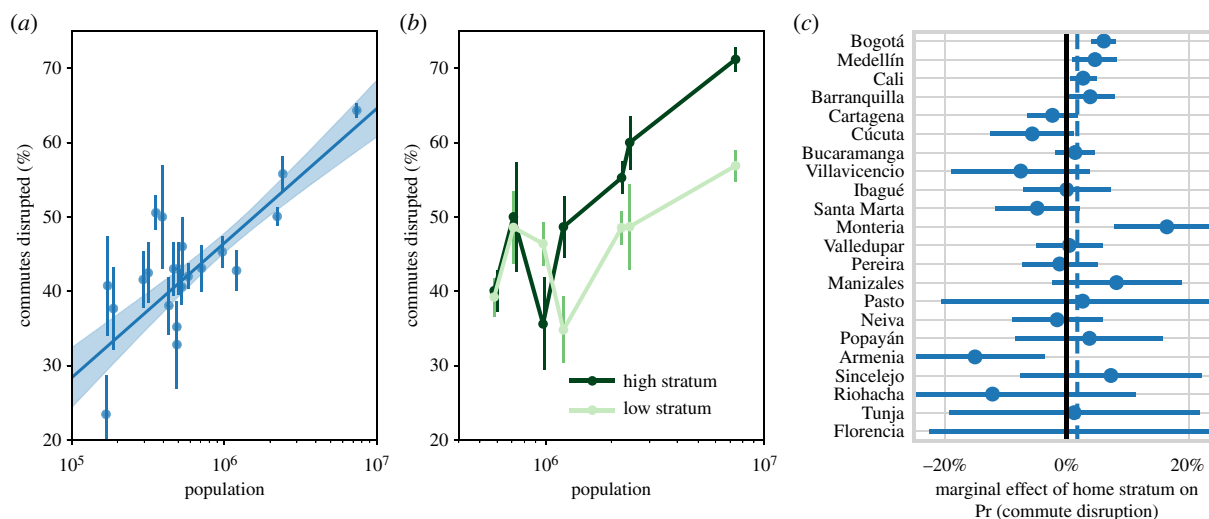 (a)
70
60
50
40
30
20
commutes disrupted (%)
10^5
10^6
10^7
population
(b)
70
60
50
40
30
20
commutes disrupted (%)
high stratum
low stratum
10^6
10^7
population
(c)
Bogotá
Medellín
Cali
Barranquilla
Cartagena
Cúcuta
Bucaramanga
Villavicencio
Ibagué
Santa Marta
Monteria
Valledupar
Pereira
Manizales
Pasto
Neiva
Popayán
Armenia
Sincelejo
Riohacha
Tunja
Florencia
–20%
0%
20%
marginal effect of home stratum on
Pr (commute disruption)